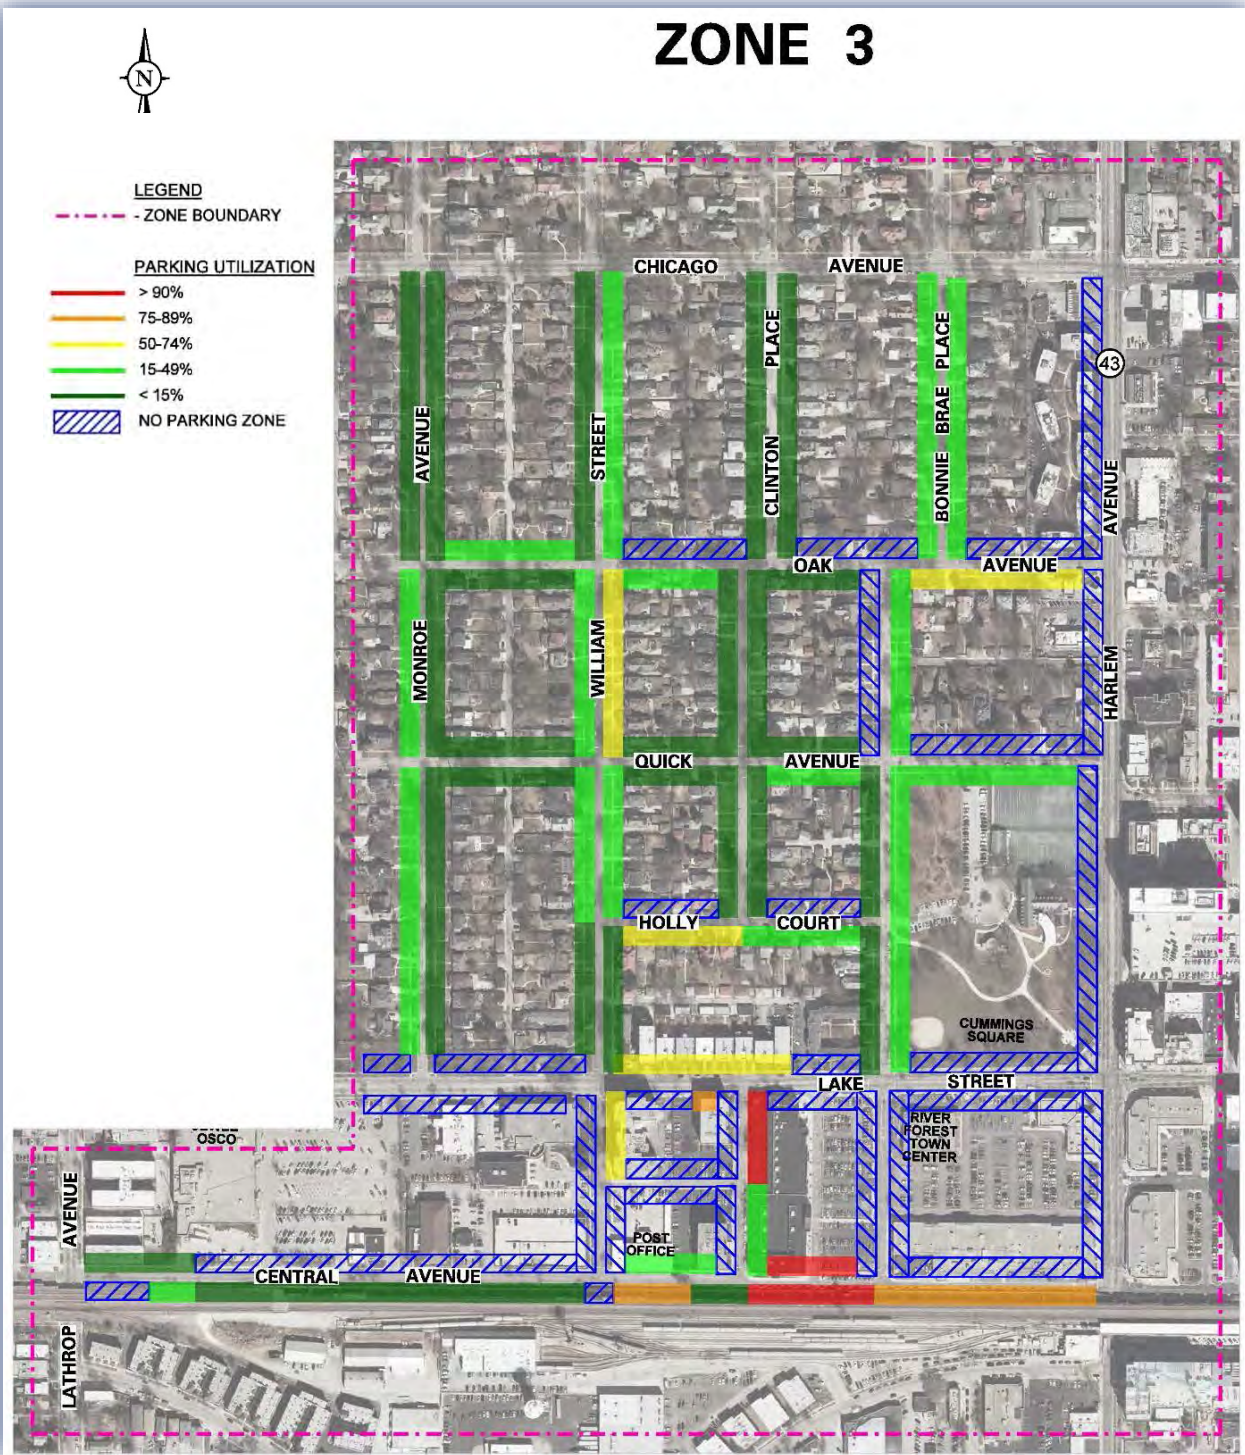 ZONE 3
N
LEGEND
- ZONE BOUNDARY
PARKING UTILIZATION
> 90%
75-89%
50-74%
15-49%
< 15%
NO PARKING ZONE
CHICAGO AVENUE
43
AVENUE
STREET
CLINTON PLACE
BONNIE BRAE PLACE
AVENUE
OAK AVENUE
MONROE
WILLIAM
HARLEM
QUICK AVENUE
HOLLY COURT
CUMMINGS
SQUARE
LAKE STREET
RIVER
FOREST
TOWN
CENTER
OSCO
AVENUE
POST
OFFICE
CENTRAL AVENUE
LATHROP